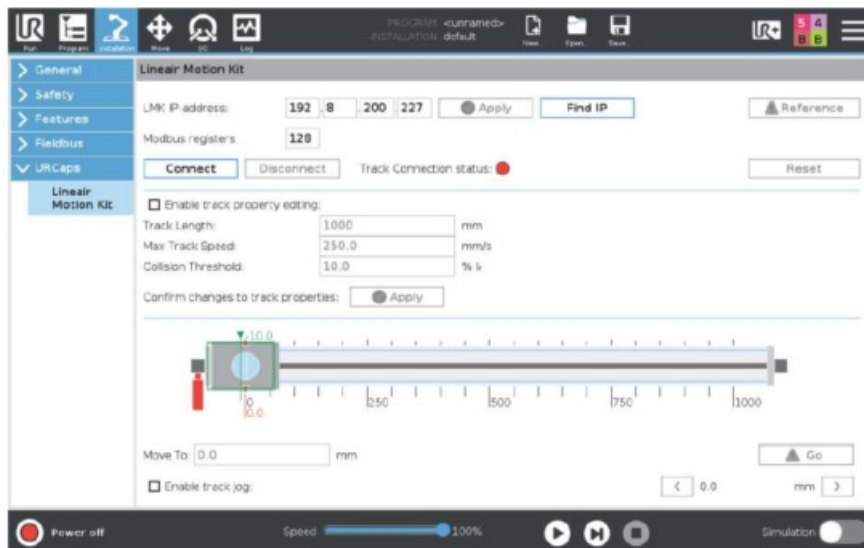 UR
Run Program Installation Move I/O Log
PROGRAM <unnamed>
INSTALLATION default
New... Open... Save...
UR+
5 4
B B
General
Safety
Features
Fieldbus
URCaps
Lineair
Motion Kit
Lineair Motion Kit
LMK IP-address: 192 . 8 . 200 227 Apply Find IP Reference
Modbus registers 128
Connect Disconnect Track Connection status: Reset
Enable track property editing:
Track Length: 1000 mm
Max Track Speed: 250.0 mm/s
Collision Threshold: 10.0 %
Confirm changes to track properties: Apply
-10.0
0 250 500 750 1000
0.0
Move To: 0.0 mm Go
Enable track jog: < 0.0 mm >
Power off Speed 100% Simulation